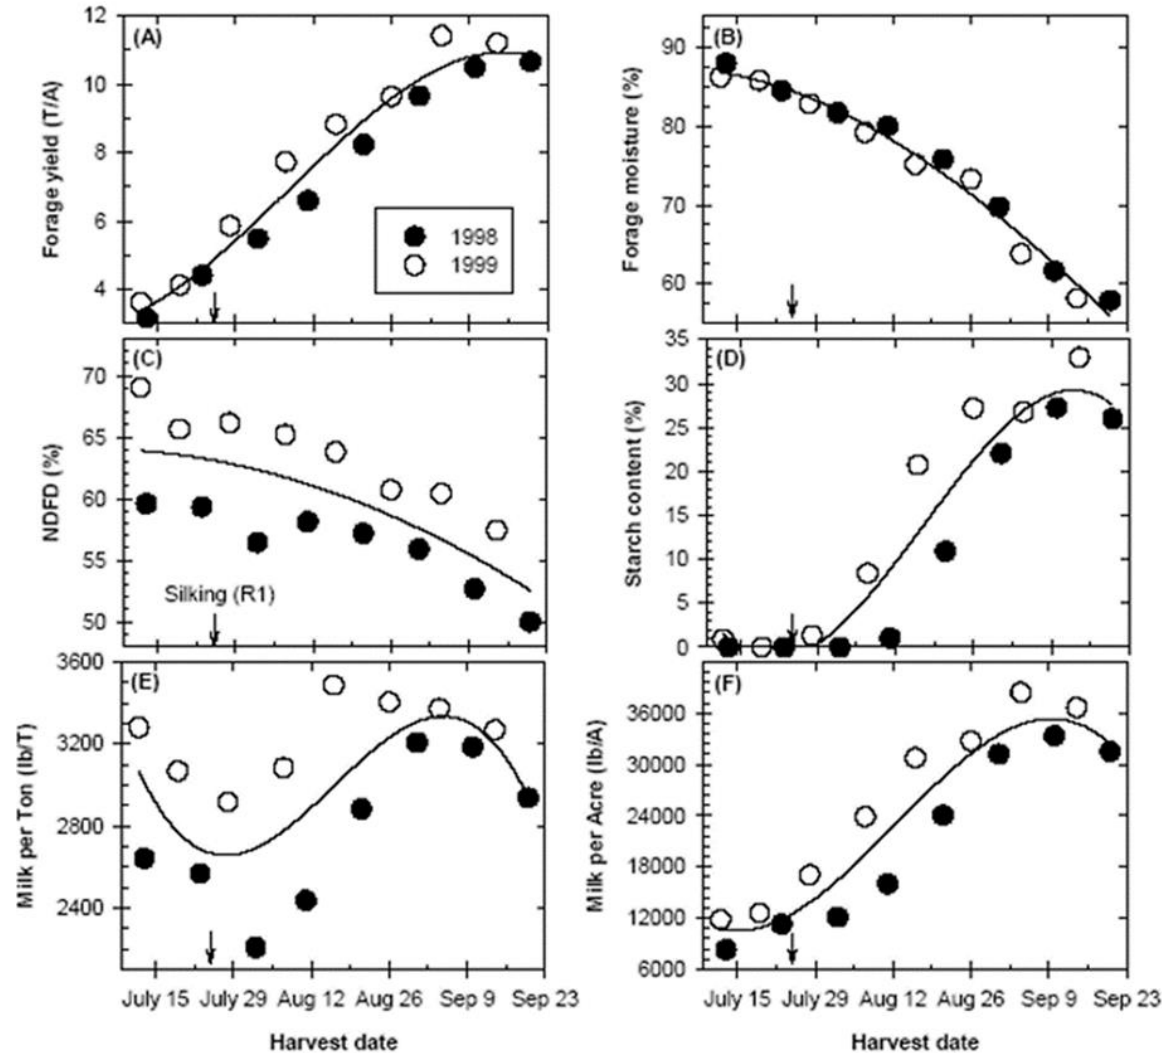 (A)
Forage yield (T/A)
12
10
8
6
4
1998
1999
(B)
Forage moisture (%)
90
80
70
60
(C)
NDFD (%)
70
65
60
55
50
Silking (R1)
(D)
Starch content (%)
35
30
25
20
15
10
5
0
(E)
Milk per Ton (lb/T)
3600
3200
2800
2400
July 15 July 29 Aug 12 Aug 26 Sep 9 Sep 23
Harvest date
(F)
Milk per Acre (lb/A)
36000
30000
24000
18000
12000
6000
July 15 July 29 Aug 12 Aug 26 Sep 9 Sep 23
Harvest date